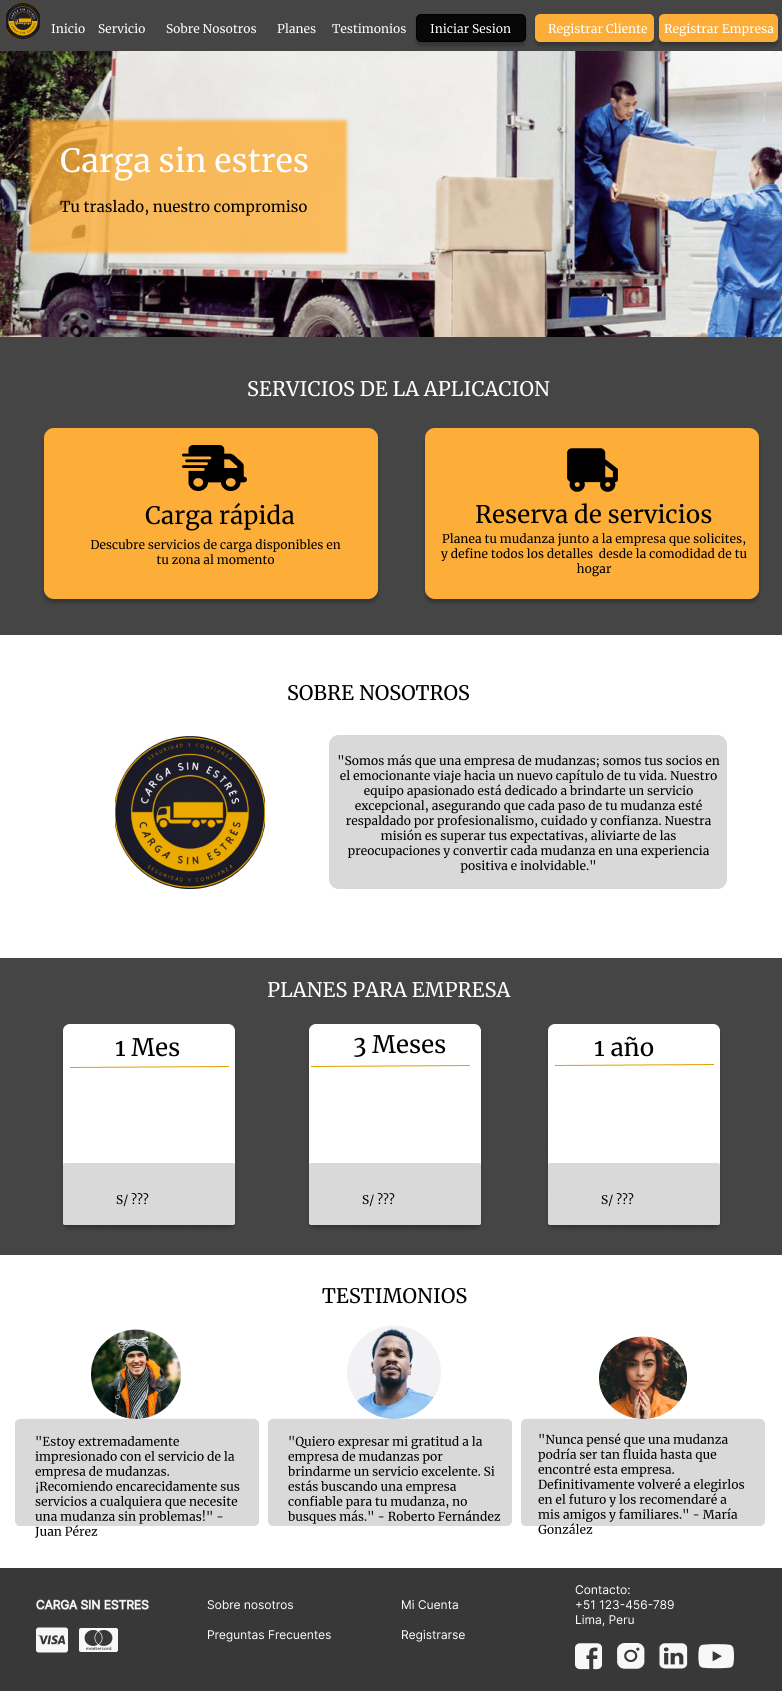 Inicio Servicio Sobre Nosotros Planes Testimonios Iniciar Sesion Registrar Cliente Registrar Empresa
Carga sin estres
Tu traslado, nuestro compromiso
SERVICIOS DE LA APLICACION
Carga rápida
Descubre servicios de carga disponibles en
tu zona al momento
Reserva de servicios
Planea tu mudanza junto a la empresa que solicites,
y define todos los detalles desde la comodidad de tu
hogar
SOBRE NOSOTROS
SEGURIDAD Y CONFIANZA
CARGA SIN ESTRÉS
CARGA SIN ESTRÉS
SEGURIDAD Y CONFIANZA
"Somos más que una empresa de mudanzas; somos tus socios en
el emocionante viaje hacia un nuevo capítulo de tu vida. Nuestro
equipo apasionado está dedicado a brindarte un servicio
excepcional, asegurando que cada paso de tu mudanza esté
respaldado por profesionalismo, cuidado y confianza. Nuestra
misión es superar tus expectativas, aliviarte de las
preocupaciones y convertir cada mudanza en una experiencia
positiva e inolvidable."
PLANES PARA EMPRESA
1 Mes
S/ ???
3 Meses
S/ ???
1 año
S/ ???
TESTIMONIOS
"Estoy extremadamente
impresionado con el servicio de la
empresa de mudanzas.
¡Recomiendo encarecidamente sus
servicios a cualquiera que necesite
una mudanza sin problemas!" -
Juan Pérez
"Quiero expresar mi gratitud a la
empresa de mudanzas por
brindarme un servicio excelente. Si
estás buscando una empresa
confiable para tu mudanza, no
busques más." - Roberto Fernández
"Nunca pensé que una mudanza
podría ser tan fluida hasta que
encontré esta empresa.
Definitivamente volveré a elegirlos
en el futuro y los recomendaré a
mis amigos y familiares." - María
González
CARGA SIN ESTRES
VISA mastercard
Sobre nosotros
Preguntas Frecuentes
Mi Cuenta
Registrarse
Contacto:
+51 123-456-789
Lima, Peru